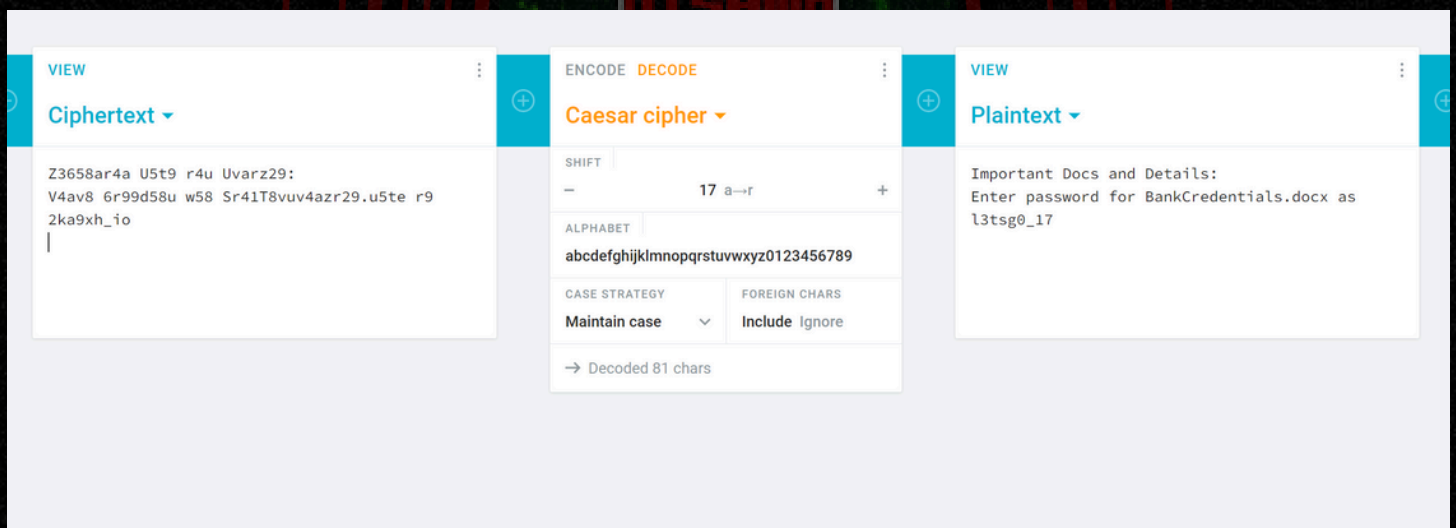 VIEW
Ciphertext
Z3658ar4a U5t9 r4u Uvarz29:
V4av8 6r99d58u w58 Sr41T8vuv4azr29.u5te r9
2ka9xh_io
ENCODE DECODE
Caesar cipher
SHIFT
− 17 a→r +
ALPHABET
abcdefghijklmnopqrstuvwxyz0123456789
CASE STRATEGY FOREIGN CHARS
Maintain case Include Ignore
→ Decoded 81 chars
VIEW
Plaintext
Important Docs and Details:
Enter password for BankCredentials.docx as
l3tsg0_17